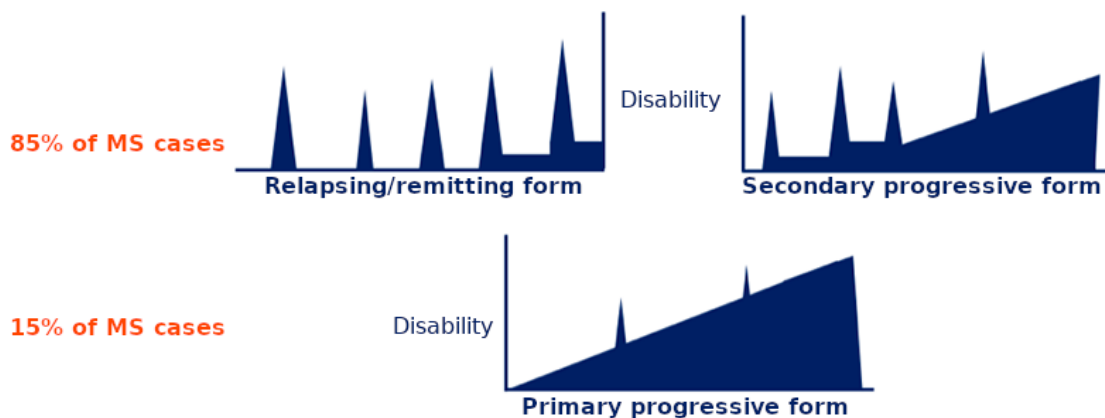 Disability
85% of MS cases
Relapsing/remitting form
Secondary progressive form
15% of MS cases
Disability
Primary progressive form